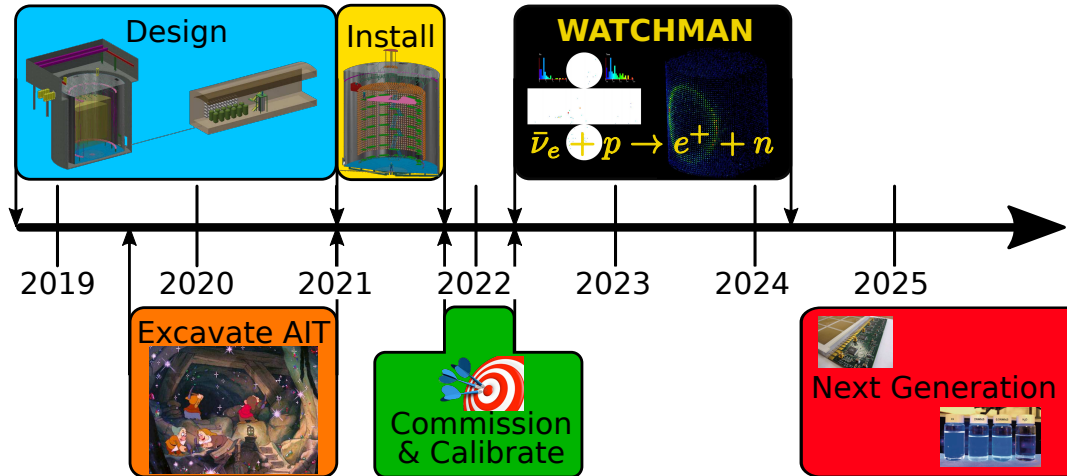 Design
Install
WATCHMAN
ν̄ₑ + p → e⁺ + n
2019 2020 2021 2022 2023 2024 2025
Excavate AIT
Commission
& Calibrate
Next Generation